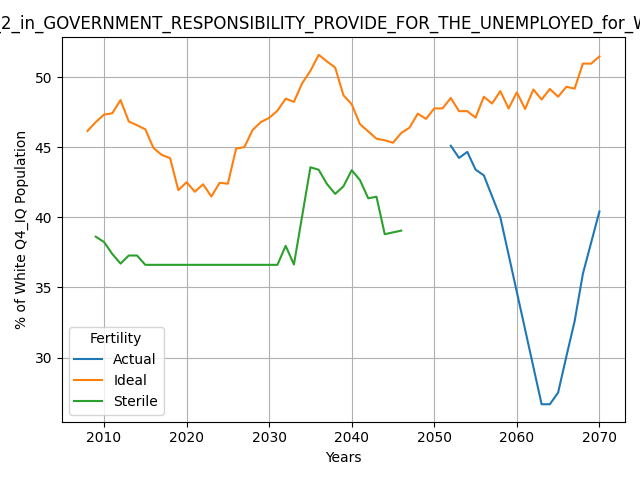 _2_in_GOVERNMENT_RESPONSIBILITY_PROVIDE_FOR_THE_UNEMPLOYED_for_W
% of White Q4_IQ Population
50
45
40
35
30
Fertility
Actual
Ideal
Sterile
2010 2020 2030 2040 2050 2060 2070
Years